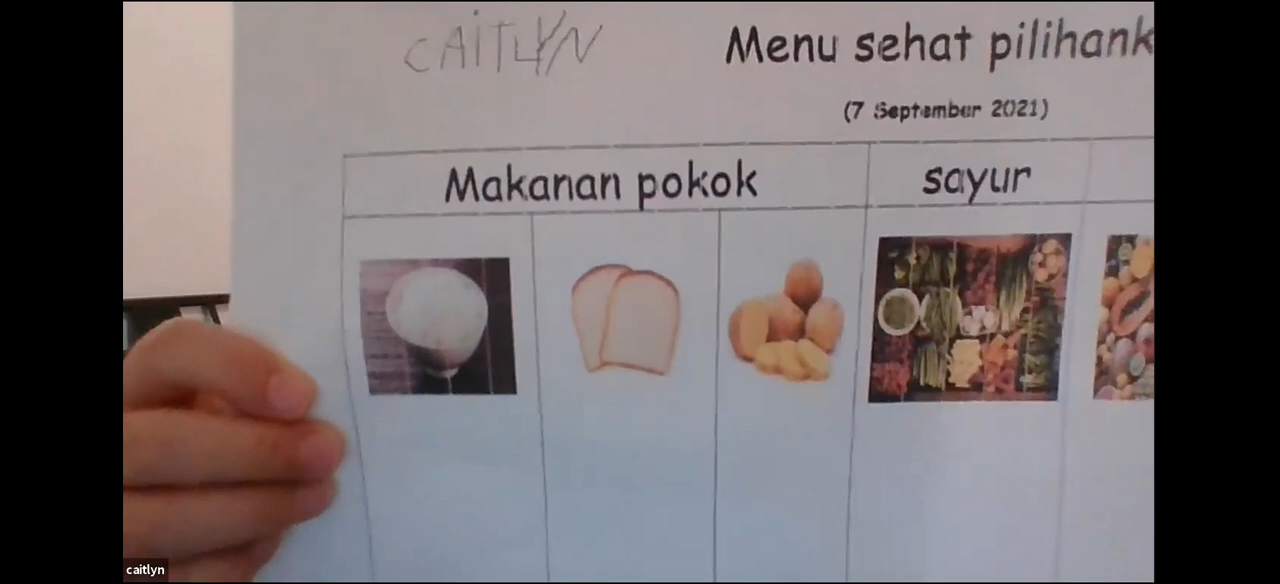 CAiTLYN
Menu sehat pilihank
(7 September 2021)
Makanan pokok
sayur
caitlyn